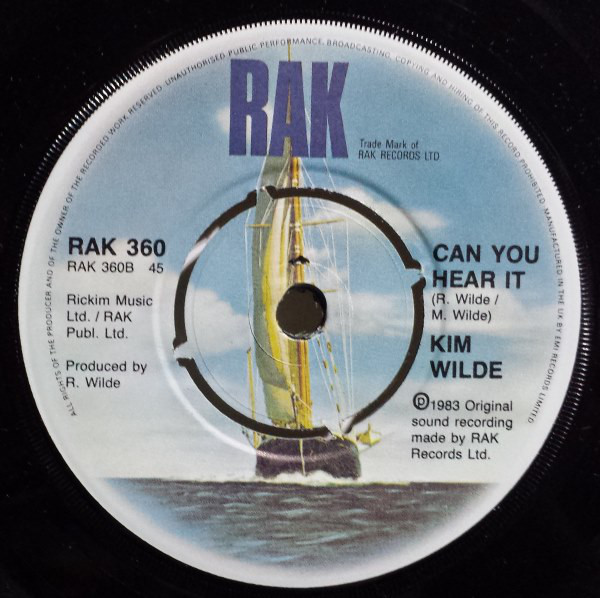 ALL RIGHTS OF THE PRODUCER AND OF THE OWNER OF THE RECORDED WORK RESERVED. UNAUTHORISED PUBLIC PERFORMANCE, BROADCASTING, COPYING AND HIRING OF THIS RECORD PROHIBITED. MANUFACTURED IN THE UK BY EMI RECORDS LIMITED
RAK
Trade Mark of
RAK RECORDS LTD
RAK 360
RAK 360B 45
Rickim Music
Ltd. / RAK
Publ. Ltd.
Produced by
R. Wilde
CAN YOU
HEAR IT
(R. Wilde /
M. Wilde)
KIM
WILDE
℗1983 Original
sound recording
made by RAK
Records Ltd.